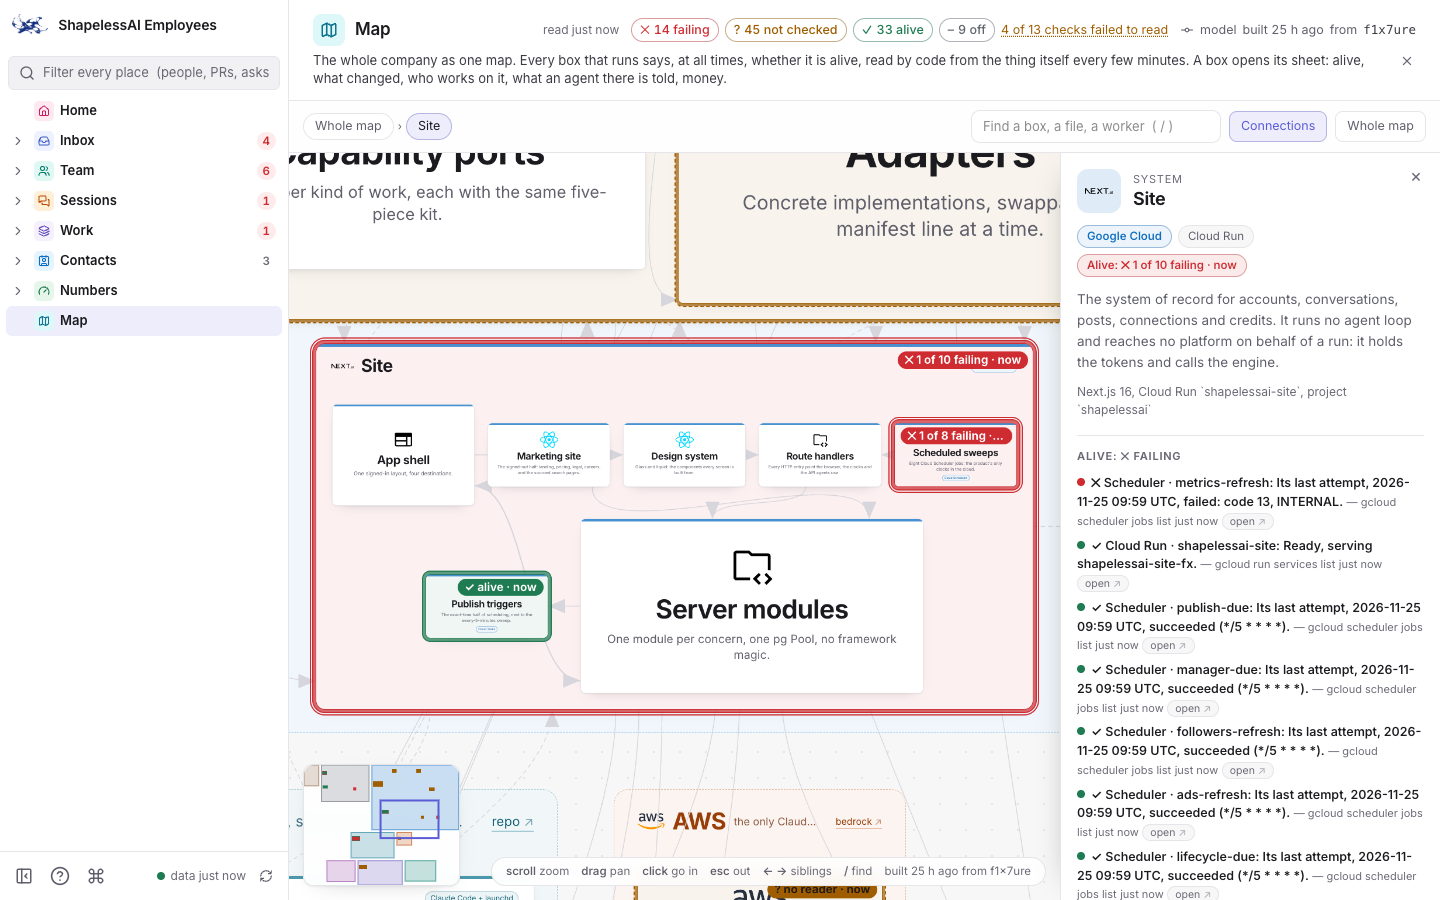 ShapelessAI Employees
Filter every place (people, PRs, asks
Home
Inbox 4
Team 6
Sessions 1
Work 1
Contacts 3
Numbers
Map
data just now
Map
read just now
✕ 14 failing
? 45 not checked
✓ 33 alive
– 9 off
4 of 13 checks failed to read
model built 25 h ago from f1x7ure
The whole company as one map. Every box that runs says, at all times, whether it is alive, read by code from the thing itself every few minutes. A box opens its sheet: alive,
what changed, who works on it, what an agent there is told, money.
Whole map › Site
Find a box, a file, a worker ( / )
Connections
Whole map
capability ports
per kind of work, each with the same five-
piece kit.
Adapters
Concrete implementations, swappa
manifest line at a time.
NEXT.JS Site
✕ 1 of 10 failing · now
App shell
One signed-in layout, four destinations.
Marketing site
Design system
Route handlers
✕ 1 of 8 failing ·...
Scheduled sweeps
✓ alive · now
Publish triggers
Server modules
One module per concern, one pg Pool, no framework
magic.
repo ↗
aws AWS the only Claud... bedrock ↗
scroll zoom drag pan click go in esc out ← → siblings / find built 25 h ago from f1×7ure
Claude Code + launchd
? no reader · now
aws
NEXT.JS
SYSTEM
Site
Google Cloud
Cloud Run
Alive: ✕ 1 of 10 failing · now
The system of record for accounts, conversations,
posts, connections and credits. It runs no agent loop
and reaches no platform on behalf of a run: it holds
the tokens and calls the engine.
Next.js 16, Cloud Run `shapelessai-site`, project
`shapelessai`
ALIVE: ✕ FAILING
✕ Scheduler · metrics-refresh: Its last attempt, 2026-
11-25 09:59 UTC, failed: code 13, INTERNAL. — gcloud
scheduler jobs list just now open ↗
✓ Cloud Run · shapelessai-site: Ready, serving
shapelessai-site-fx. — gcloud run services list just now
open ↗
✓ Scheduler · publish-due: Its last attempt, 2026-11-25
09:59 UTC, succeeded (*/5 * * * *). — gcloud scheduler jobs
list just now open ↗
✓ Scheduler · manager-due: Its last attempt, 2026-11-
25 09:59 UTC, succeeded (*/5 * * * *). — gcloud scheduler
jobs list just now open ↗
✓ Scheduler · followers-refresh: Its last attempt, 2026-
11-25 09:59 UTC, succeeded (*/5 * * * *). — gcloud
scheduler jobs list just now open ↗
✓ Scheduler · ads-refresh: Its last attempt, 2026-11-25
09:59 UTC, succeeded (*/5 * * * *). — gcloud scheduler jobs
list just now open ↗
✓ Scheduler · lifecycle-due: Its last attempt, 2026-11-
25 09:59 UTC, succeeded (*/5 * * * *). — gcloud scheduler
jobs list just now open ↗